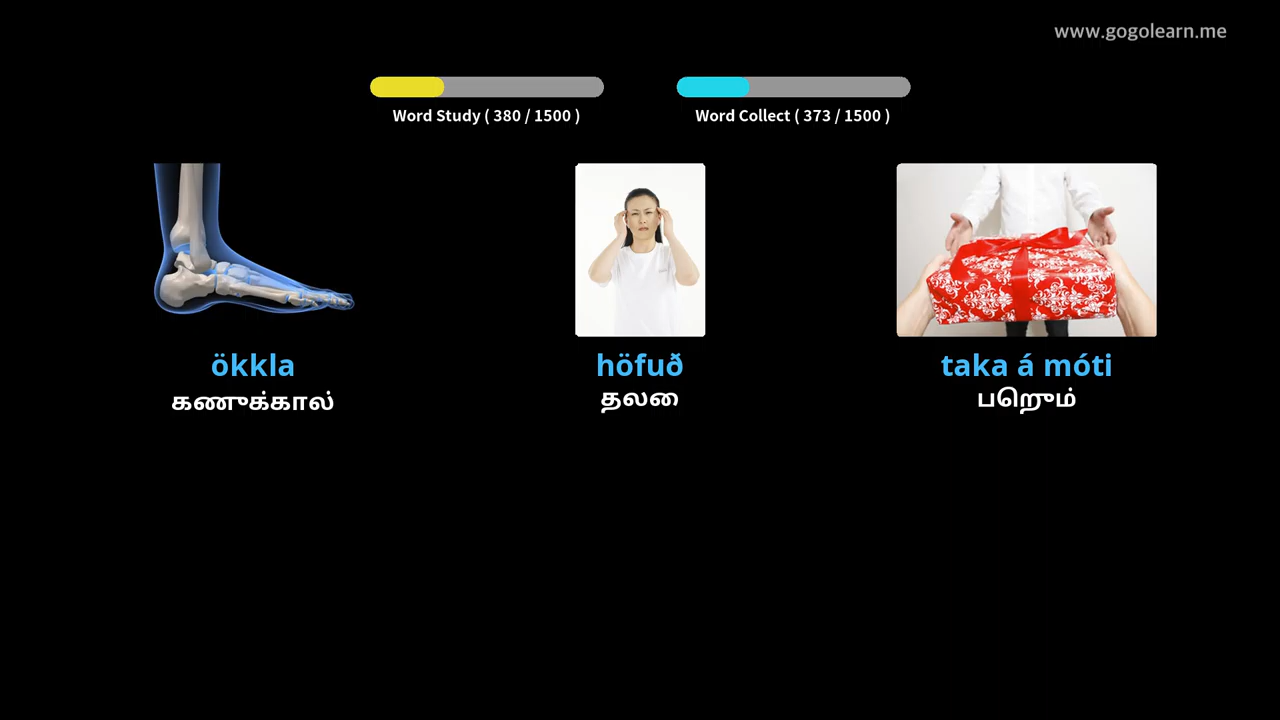 www.gogolearn.me
Word Study ( 380 / 1500 )
Word Collect ( 373 / 1500 )
ökkla
கணுக்கால்
höfuð
தலை
taka á móti
பெறும்